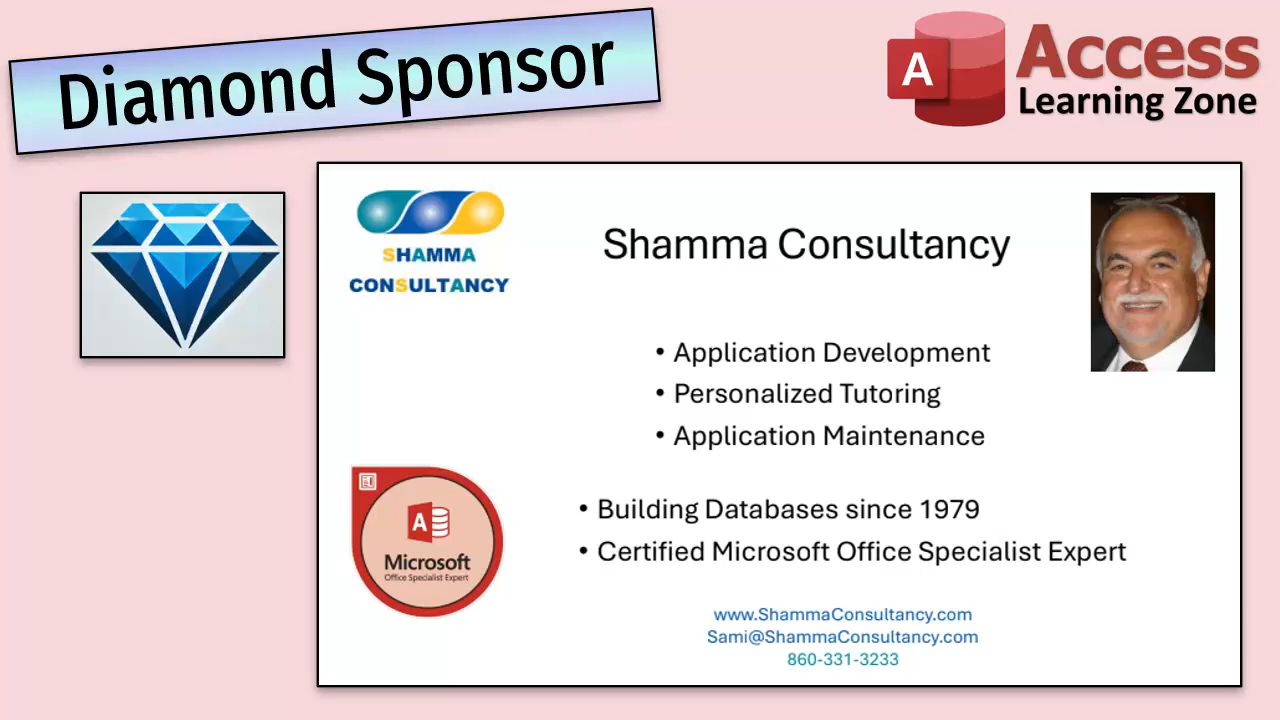 Diamond Sponsor
A
Access
Learning Zone
SHAMMA
CONSULTANCY
Shamma Consultancy
• Application Development
• Personalized Tutoring
• Application Maintenance
A
Microsoft
Office Specialist Expert
• Building Databases since 1979
• Certified Microsoft Office Specialist Expert
www.ShammaConsultancy.com
Sami@ShammaConsultancy.com
860-331-3233